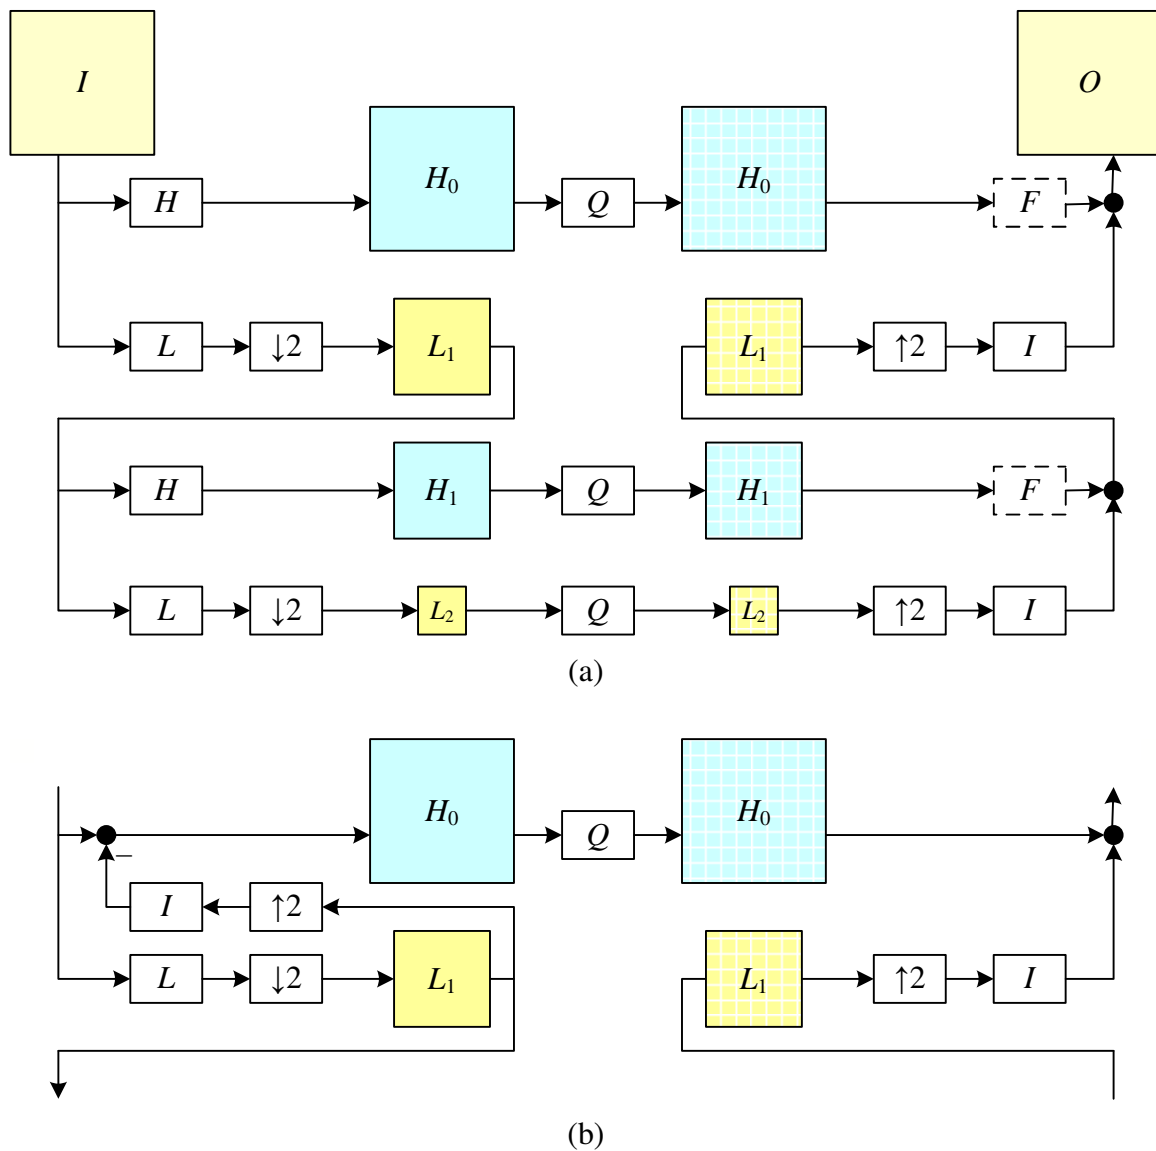 I O
H H₀ Q H₀ F
L ↓2 L₁ L₁ ↑2 I
H H₁ Q H₁ F
L ↓2 L₂ Q L₂ ↑2 I
(a)
H₀ Q H₀
–
I ↑2
L ↓2 L₁ L₁ ↑2 I
(b)